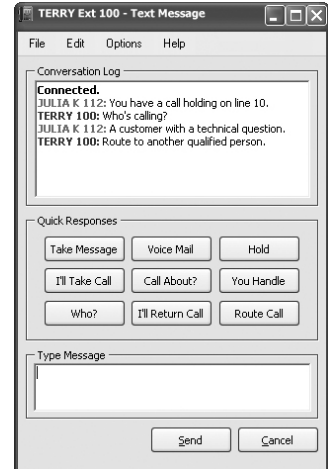 TERRY Ext 100 - Text Message
File Edit Options Help
Conversation Log
Connected.
JULIA K 112: You have a call holding on line 10.
TERRY 100: Who's calling?
JULIA K 112: A customer with a technical question.
TERRY 100: Route to another qualified person.
Quick Responses
Take Message Voice Mail Hold
I'll Take Call Call About? You Handle
Who? I'll Return Call Route Call
Type Message
Send Cancel